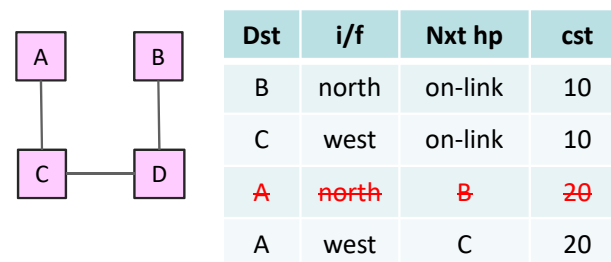 A B
C D
Dst i/f Nxt hp cst
B north on-link 10
C west on-link 10
A north B 20
A west C 20